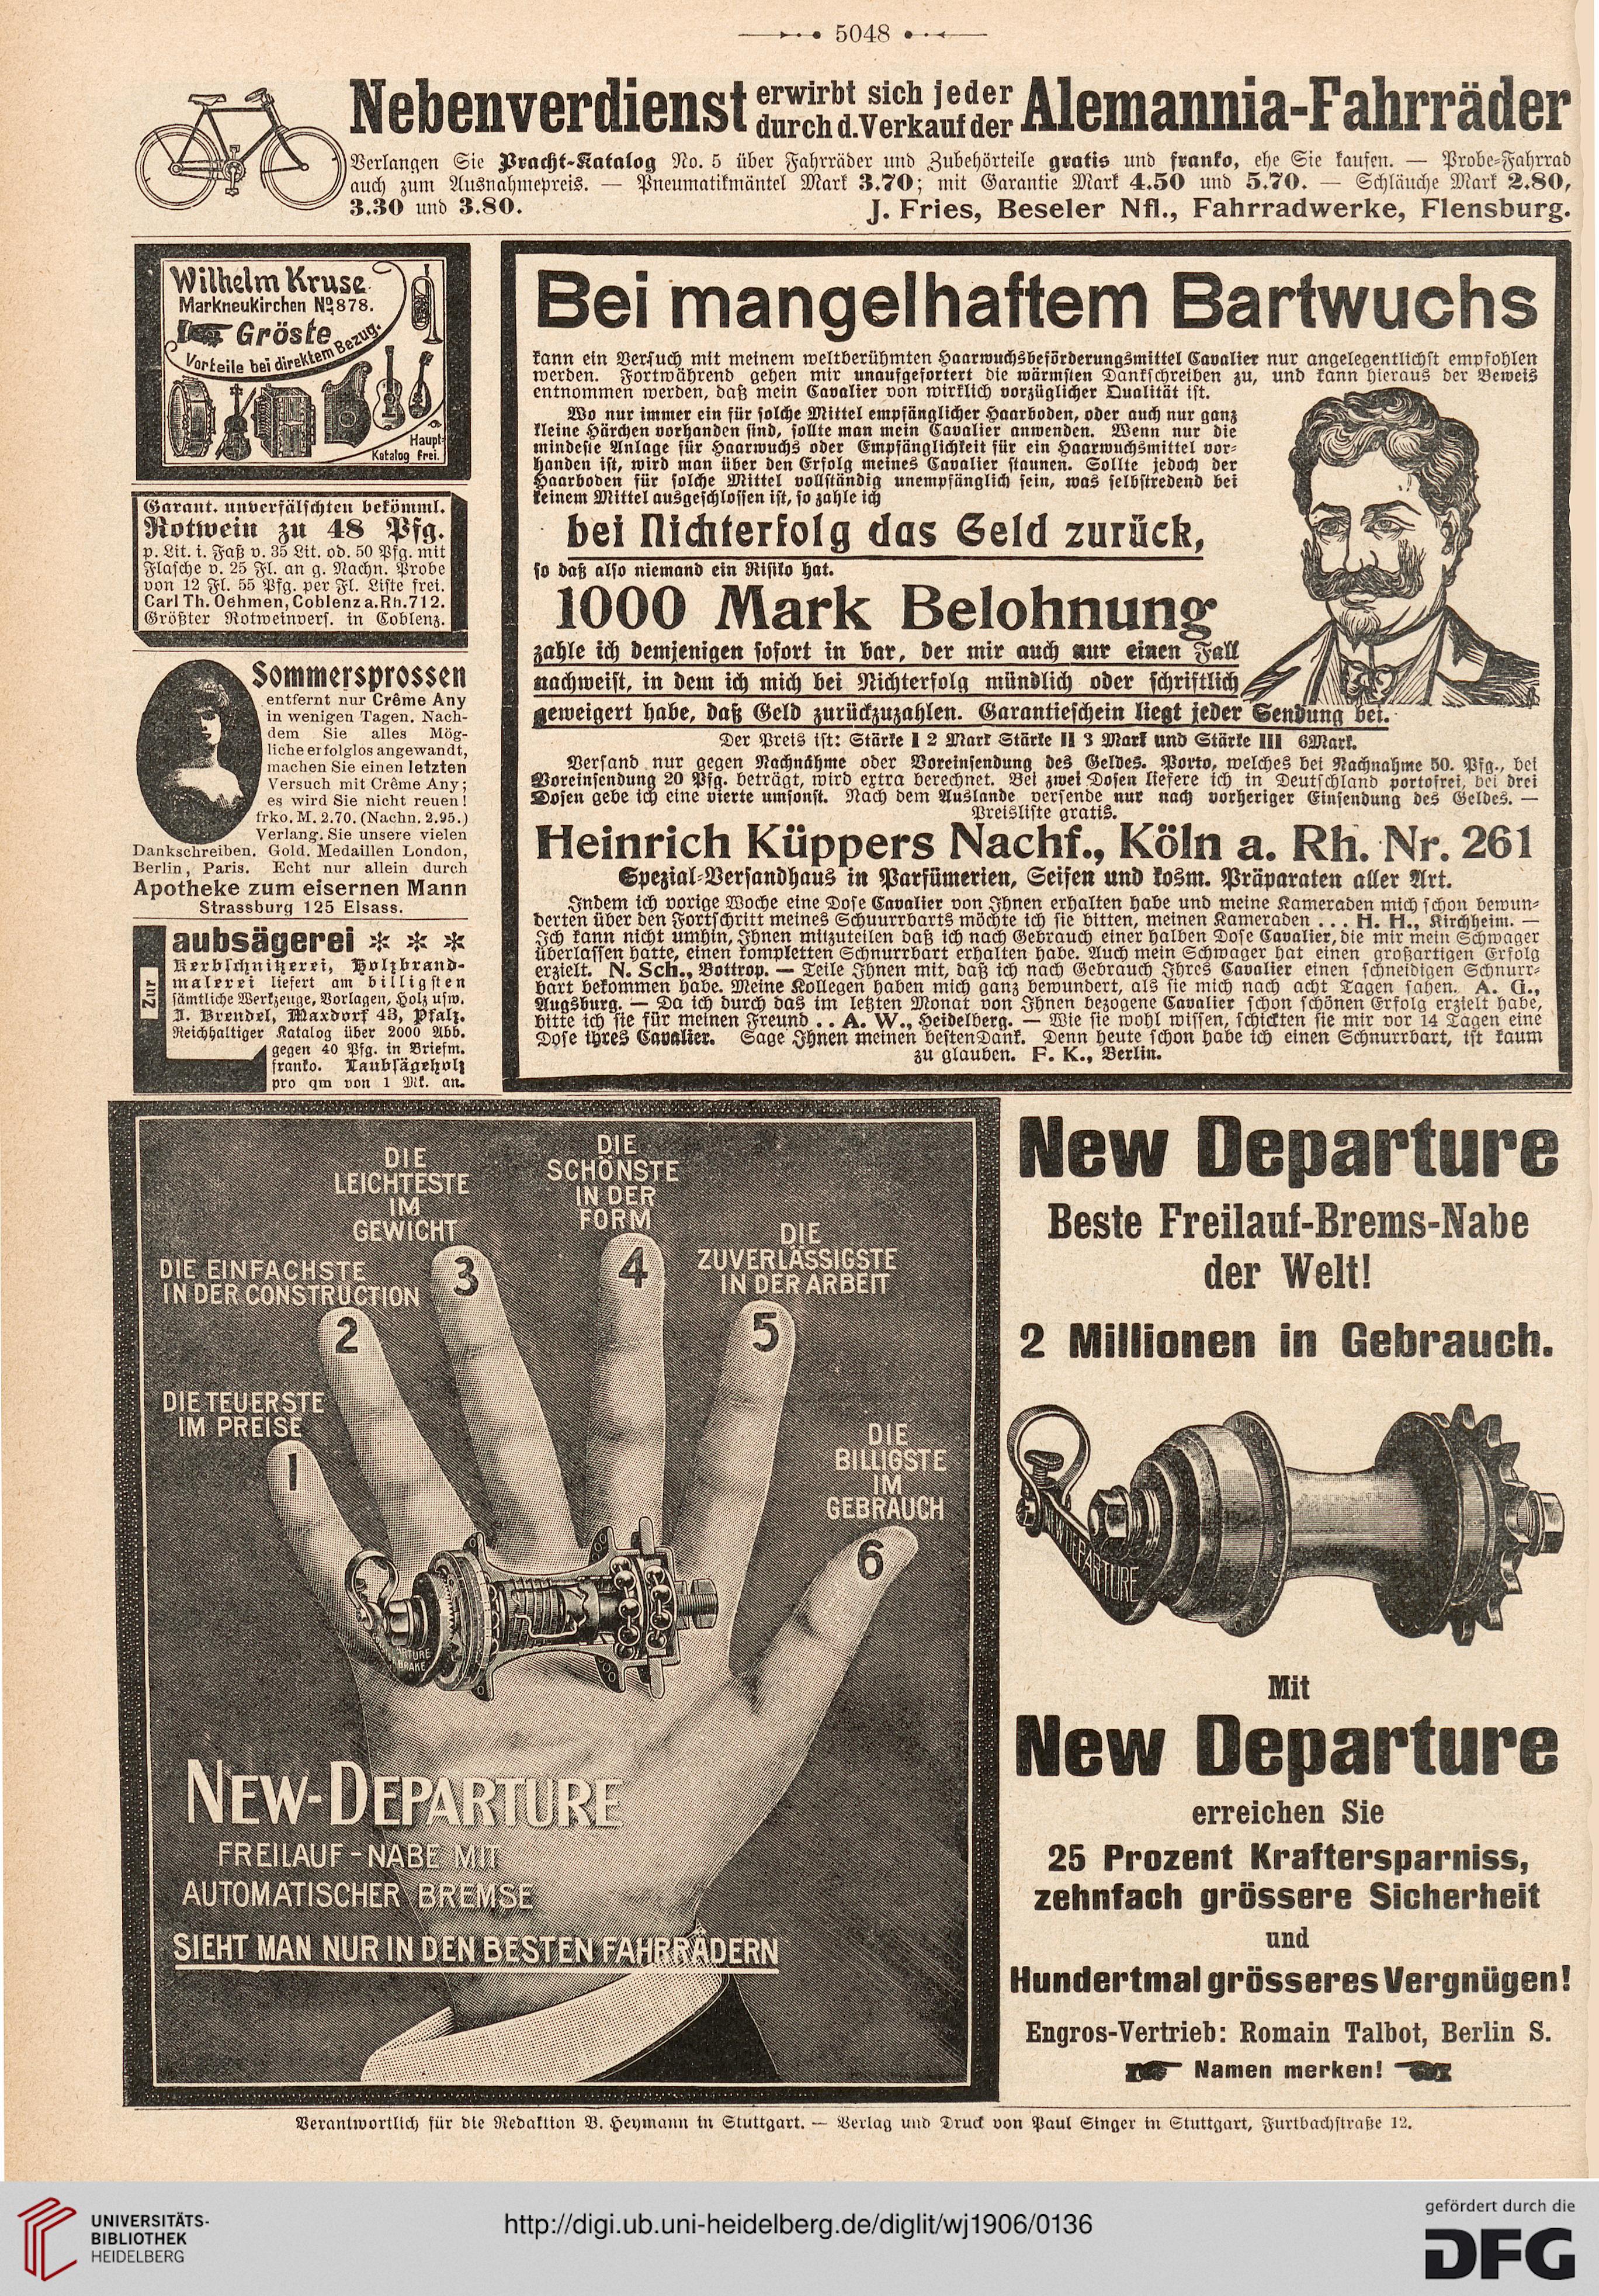 5048
Nebenverdienst erwirbt sich jeder durch d. Verkauf der Alemannia-Fahrräder
Verlangen Sie Pracht-Katalog No. 5 über Fahrräder und Zubehörteile gratis und franko, ehe Sie kaufen. — Probe-Fahrrad
auch zum Ausnahmepreis. — Pneumatikmäntel Mark 3.70; mit Garantie Mark 4.50 und 5.70. — Schläuche Mark 2.80,
3.30 und 3.80.
J. Fries, Beseler Nfl., Fahrradwerke, Flensburg.
Wilhelm Kruse
Markneukirchen No. 878.
Gröste
Vorteile bei direktem Bezug.
Haupt-
Katalog frei.
Garant. unverfälschten bekömml.
Rotwein zu 48 Pfg.
p. Lit. i. Faß v. 35 Lit. od. 50 Pfg. mit
Flasche v. 25 Fl. an g. Nachn. Probe
von 12 Fl. 55 Pfg. per Fl. Liste frei.
Carl Th. Oehmen, Coblenz a. Rh. 712.
Größter Rotweinvers. in Coblenz.
Sommersprossen
entfernt nur Crême Any
in wenigen Tagen. Nach-
dem Sie alles Mög-
liche erfolglos angewandt,
machen Sie einen letzten
Versuch mit Crême Any;
es wird Sie nicht reuen!
frko. M. 2.70. (Nachn. 2.95.)
Verlang. Sie unsere vielen
Dankschreiben. Gold. Medaillen London,
Berlin, Paris. Echt nur allein durch
Apotheke zum eisernen Mann
Strassburg 125 Elsass.
Zur
Laubsägerei * * *
Kerbschnitzerei, Holzbrand-
malerei liefert am billigsten
sämtliche Werkzeuge, Vorlagen, Holz usw.
J. Brendel, Maxdorf 43, Pfalz.
Reichhaltiger Katalog über 2000 Abb.
gegen 40 Pfg. in Briefm.
franko. Laubsägeholz
pro qm von 1 Mk. an.
Bei mangelhaftem Bartwuchs
kann ein Versuch mit meinem weltberühmten Haarwuchsbeförderungsmittel Cavalier nur angelegentlichst empfohlen
werden. Fortwährend gehen mir unaufgefortert die wärmsten Dankschreiben zu, und kann hieraus der Beweis
entnommen werden, daß mein Cavalier von wirklich vorzüglicher Qualität ist.
Wo nur immer ein für solche Mittel empfänglicher Haarboden, oder auch nur ganz
kleine Härchen vorhanden sind, sollte man mein Cavalier anwenden. Wenn nur die
mindeste Anlage für Haarwuchs oder Empfänglichkeit für ein Haarwuchsmittel vor-
handen ist, wird man über den Erfolg meines Cavalier staunen. Sollte jedoch der
Haarboden für solche Mittel vollständig unempfänglich sein, was selbstredend bei
keinem Mittel ausgeschlossen ist, so zahle ich
bei Nichterfolg das Geld zurück,
so daß also niemand ein Risiko hat.
1000 Mark Belohnung
zahle ich demjenigen sofort in bar, der mir auch nur einen Fall
nachweist, in dem ich mich bei Nichterfolg mündlich oder schriftlich
geweigert habe, daß Geld zurückzuzahlen. Garantieschein liegt jeder Sendung bei.
Der Preis ist: Stärke I 2 Mark Stärke II 3 Mark und Stärke III 6 Mark.
Versand nur gegen Nachnahme oder Voreinsendung des Geldes. Porto, welches bei Nachnahme 50. Pfg., bei
Voreinsendung 20 Pfg. beträgt, wird extra berechnet. Bei zwei Dosen liefere ich in Deutschland portofrei, bei drei
Dosen gebe ich eine vierte umsonst. Nach dem Auslande versende nur nach vorheriger Einsendung des Geldes. —
Preisliste gratis.
Heinrich Küppers Nachf., Köln a. Rh. Nr. 261
Spezial-Versandhaus in Parfümerien, Seifen und kosm. Präparaten aller Art.
Indem ich vorige Woche eine Dose Cavalier von Ihnen erhalten habe und meine Kameraden mich schon bewun-
derten über den Fortschritt meines Schnurrbarts möchte ich sie bitten, meinen Kameraden . . . H. H., Kirchheim. —
Ich kann nicht umhin, Ihnen mitzuteilen daß ich nach Gebrauch einer halben Dose Cavalier, die mir mein Schwager
überlassen hatte, einen kompletten Schnurrbart erhalten habe. Auch mein Schwager hat einen großartigen Erfolg
erzielt. N. Sch., Bottrop. — Teile Ihnen mit, daß ich nach Gebrauch Ihres Cavalier einen schneidigen Schnurr-
bart bekommen habe. Meine Kollegen haben mich ganz bewundert, als sie mich nach acht Tagen sahen. A. G.,
Augsburg. — Da ich durch das im letzten Monat von Ihnen bezogene Cavalier schon schönen Erfolg erzielt habe,
bitte ich sie für meinen Freund . . A. W., Heidelberg. — Wie sie wohl wissen, schickten sie mir vor 14 Tagen eine
Dose ihres Cavalier. Sage Ihnen meinen besten Dank. Denn heute schon habe ich einen Schnurrbart, ist kaum
zu glauben. F. K., Berlin.
DIE TEUERSTE
IM PREISE
1
DIE EINFACHSTE
IN DER CONSTRUCTION
2
DIE
LEICHTESTE
IM
GEWICHT
3
DIE
SCHÖNSTE
IN DER
FORM
4
DIE
ZUVERLÄSSIGSTE
IN DER ARBEIT
5
DIE
BILLIGSTE
IM
GEBRAUCH
6
NEW-DEPARTURE
FREILAUF-NABE MIT
AUTOMATISCHER BREMSE
SIEHT MAN NUR IN DEN BESTEN FAHRRÄDERN
New Departure
Beste Freilauf-Brems-Nabe
der Welt!
2 Millionen in Gebrauch.
Mit
New Departure
erreichen Sie
25 Prozent Kraftersparniss,
zehnfach grössere Sicherheit
und
Hundertmal grösseres Vergnügen!
Engros-Vertrieb: Romain Talbot, Berlin S.
Namen merken!
Verantwortlich für die Redaktion B. Heymann in Stuttgart. — Verlag und Druck von Paul Singer in Stuttgart, Furtbachstraße 12.
UNIVERSITÄTS-
BIBLIOTHEK
HEIDELBERG
http://digi.ub.uni-heidelberg.de/diglit/wj1906/0136
gefördert durch die
DFG